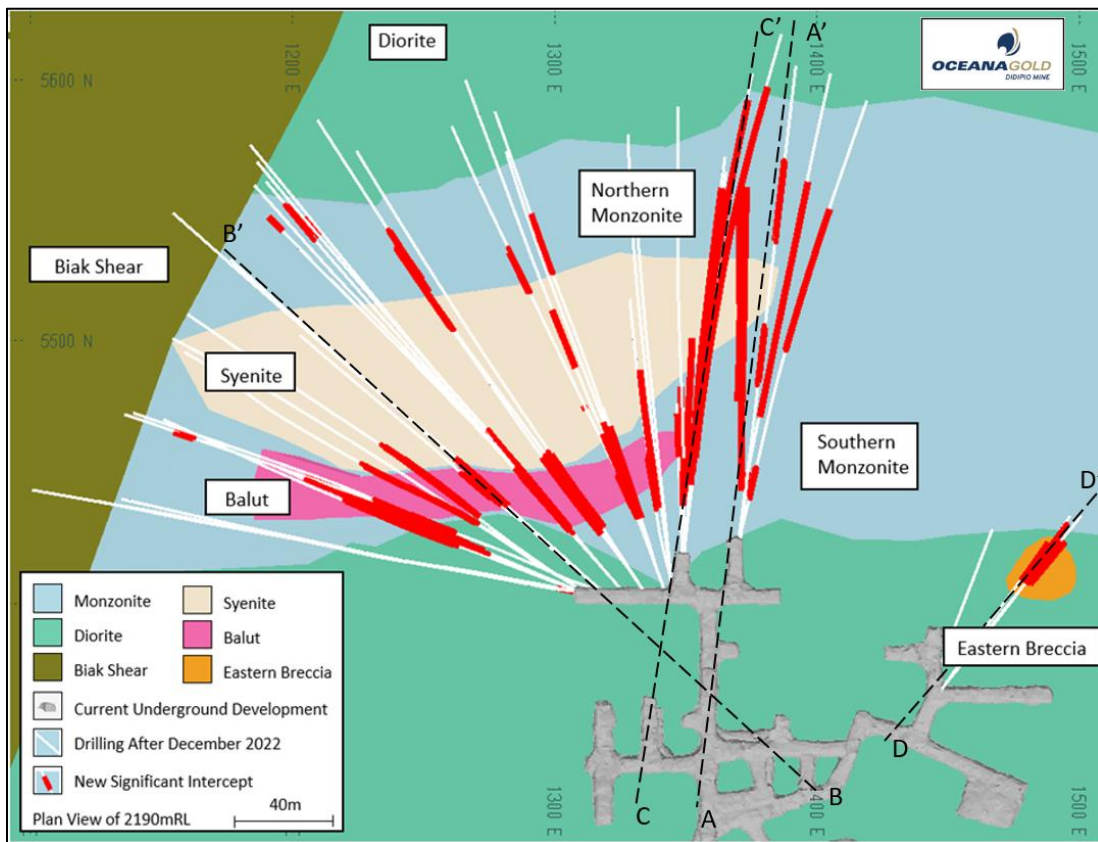 C'
A'
Diorite
OCEANAGOLD
DIDIPIO MINE
1200 E
1300 E
1400 E
1500 E
5600 N
Northern
Monzonite
B'
Biak Shear
5500 N
Syenite
Southern
Monzonite
Balut
D'
Eastern Breccia
Monzonite
Syenite
Diorite
Balut
Biak Shear
Eastern Breccia
Current Underground Development
Drilling After December 2022
New Significant Intercept
Plan View of 2190mRL
40m
D
B
C
A
1300 E
400 E
1500 E